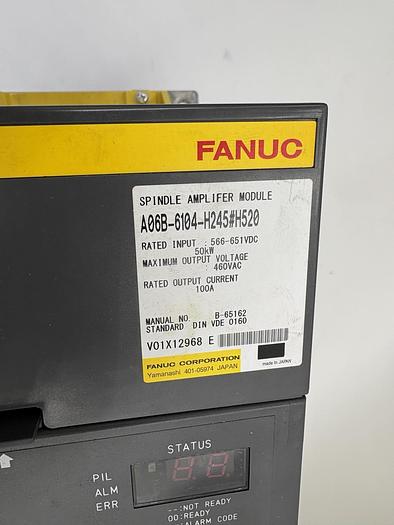 FANUC
SPINDLE AMPLIFER MODULE
A06B-6104-H245#H520
RATED INPUT : 566-651VDC
50kW
MAXIMUM OUTPUT VOLTAGE
: 460VAC
RATED OUTPUT CURRENT
: 100A
MANUAL NO. B-65162
STANDARD DIN VDE 0160
V01X12968 E
FANUC CORPORATION
Yamanashi 401-05974 JAPAN
made in JAPAN
STATUS
PIL
ALM
ERR
--:NOT READY
00:READY
ALARM CODE